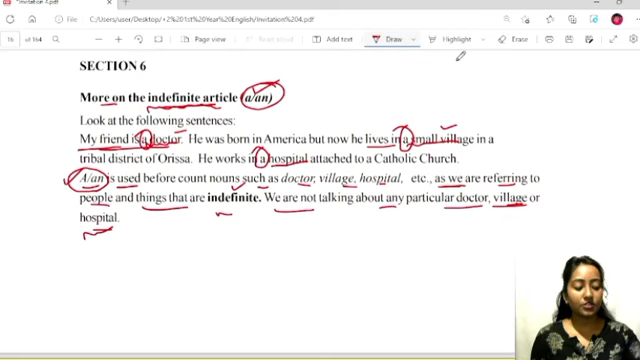 *Invitation 4.pdf
C:/Users/user/Desktop/+2%201st%20Year%20English/Invitation%204.pdf
16 of 164
Page view
Add text
Draw
Highlight
Erase
SECTION 6
More on the indefinite article (a/an)
Look at the following sentences:
My friend is a doctor. He was born in America but now he lives in a small village in a
tribal district of Orissa. He works in a hospital attached to a Catholic Church.
A/an is used before count nouns such as doctor, village, hospital, etc., as we are referring to
people and things that are indefinite. We are not talking about any particular doctor, village or
hospital.